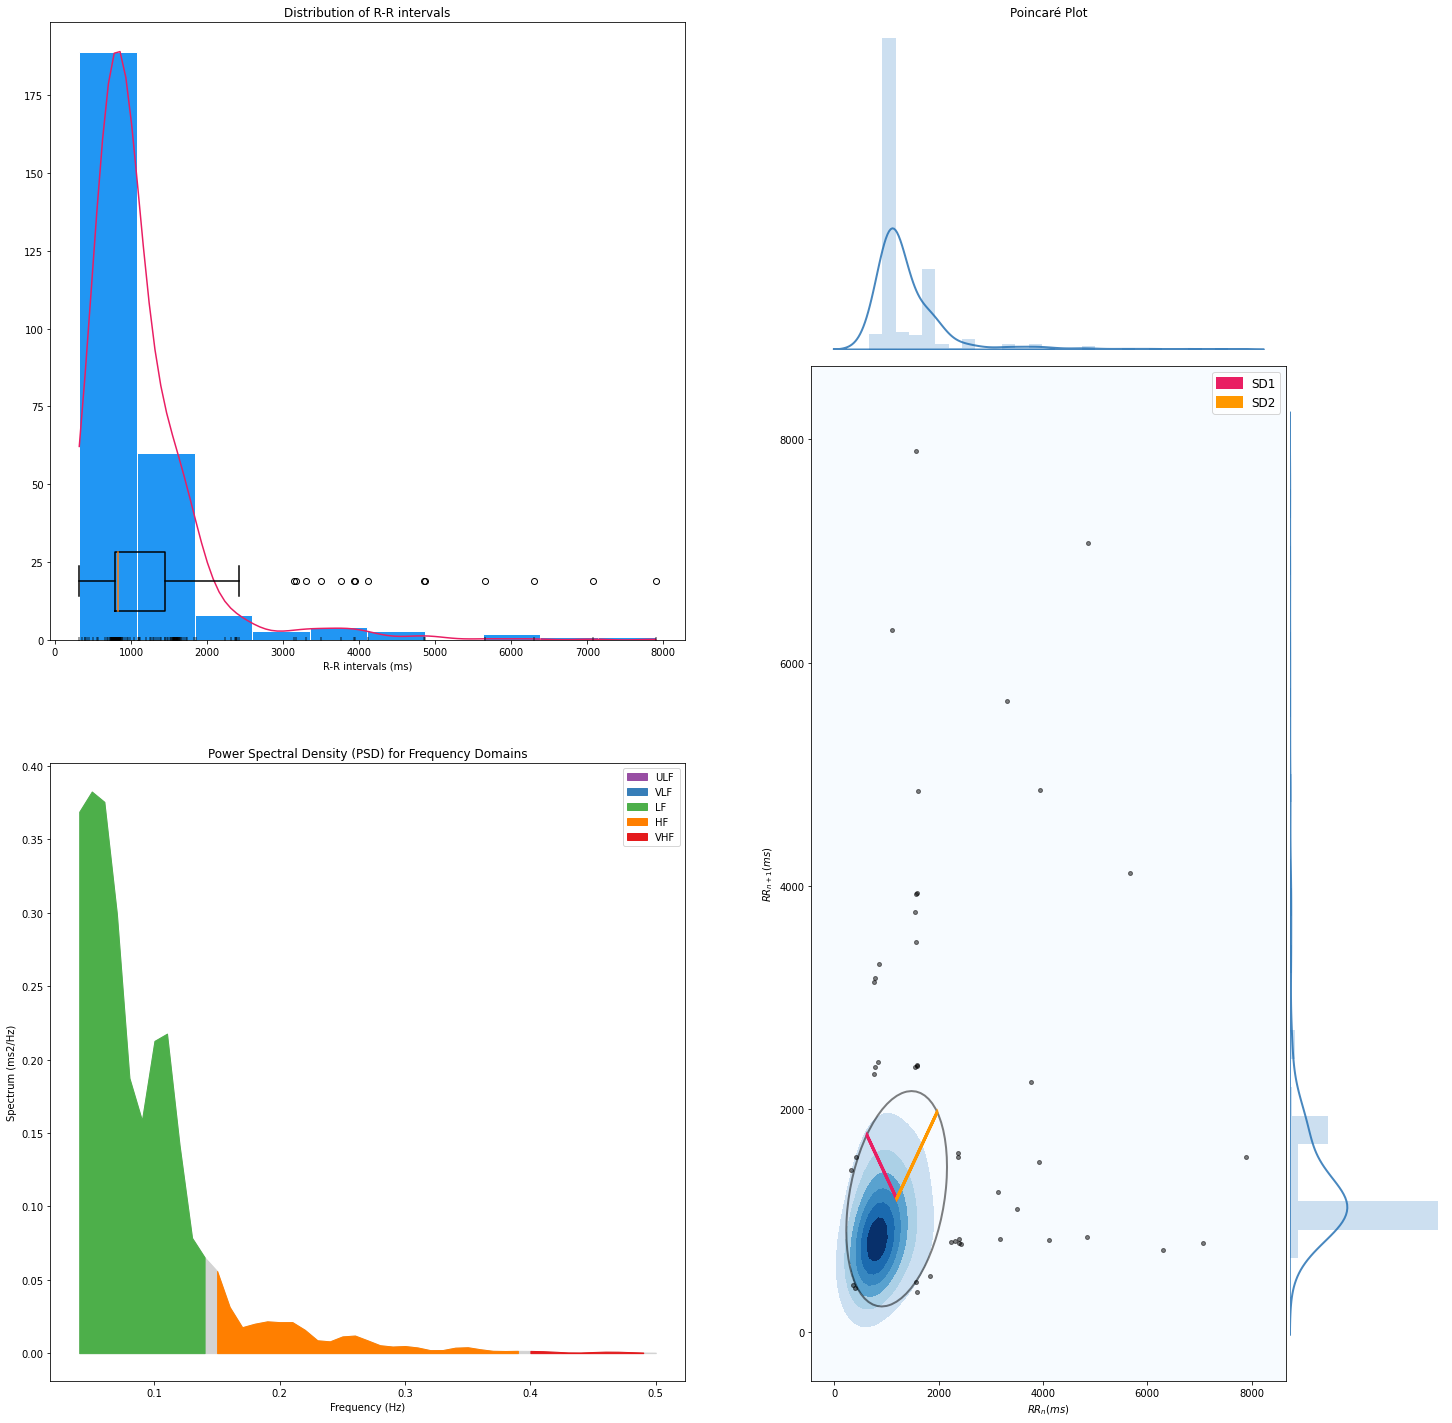 Distribution of R-R intervals
175
150
125
100
75
50
25
0
0 1000 2000 3000 4000 5000 6000 7000 8000
R-R intervals (ms)
Power Spectral Density (PSD) for Frequency Domains
ULF
VLF
LF
HF
VHF
0.40
0.35
0.30
0.25
0.20
0.15
0.10
0.05
0.00
Spectrum (ms2/Hz)
0.1 0.2 0.3 0.4 0.5
Frequency (Hz)
Poincaré Plot
SD1
SD2
8000
6000
4000
2000
0
RRₙ₊₁(ms)
0 2000 4000 6000 8000
RRₙ(ms)